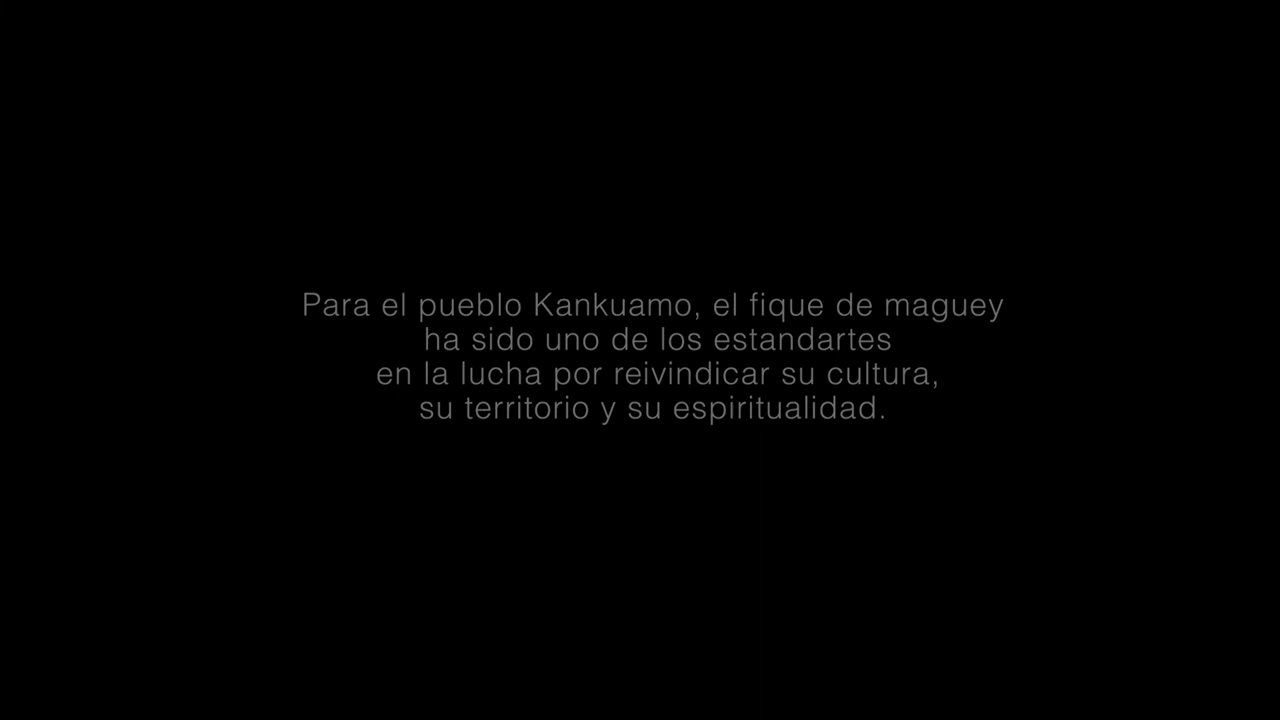 Para el pueblo Kankuamo, el fique de maguey
ha sido uno de los estandartes
en la lucha por reivindicar su cultura,
su territorio y su espiritualidad.